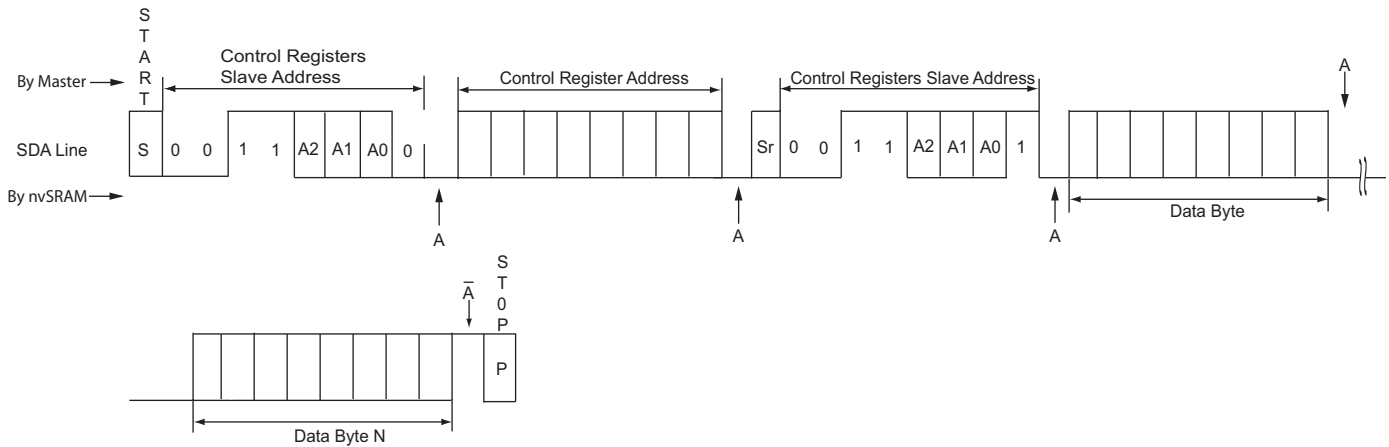 START
Control Registers
Slave Address
By Master
Control Register Address
Control Registers Slave Address
A
SDA Line
S 0 0 1 1 A2 A1 A0 0
Sr 0 0 1 1 A2 A1 A0 1
By nvSRAM
A
A
A
Data Byte
ST0P
A̅
P
Data Byte N